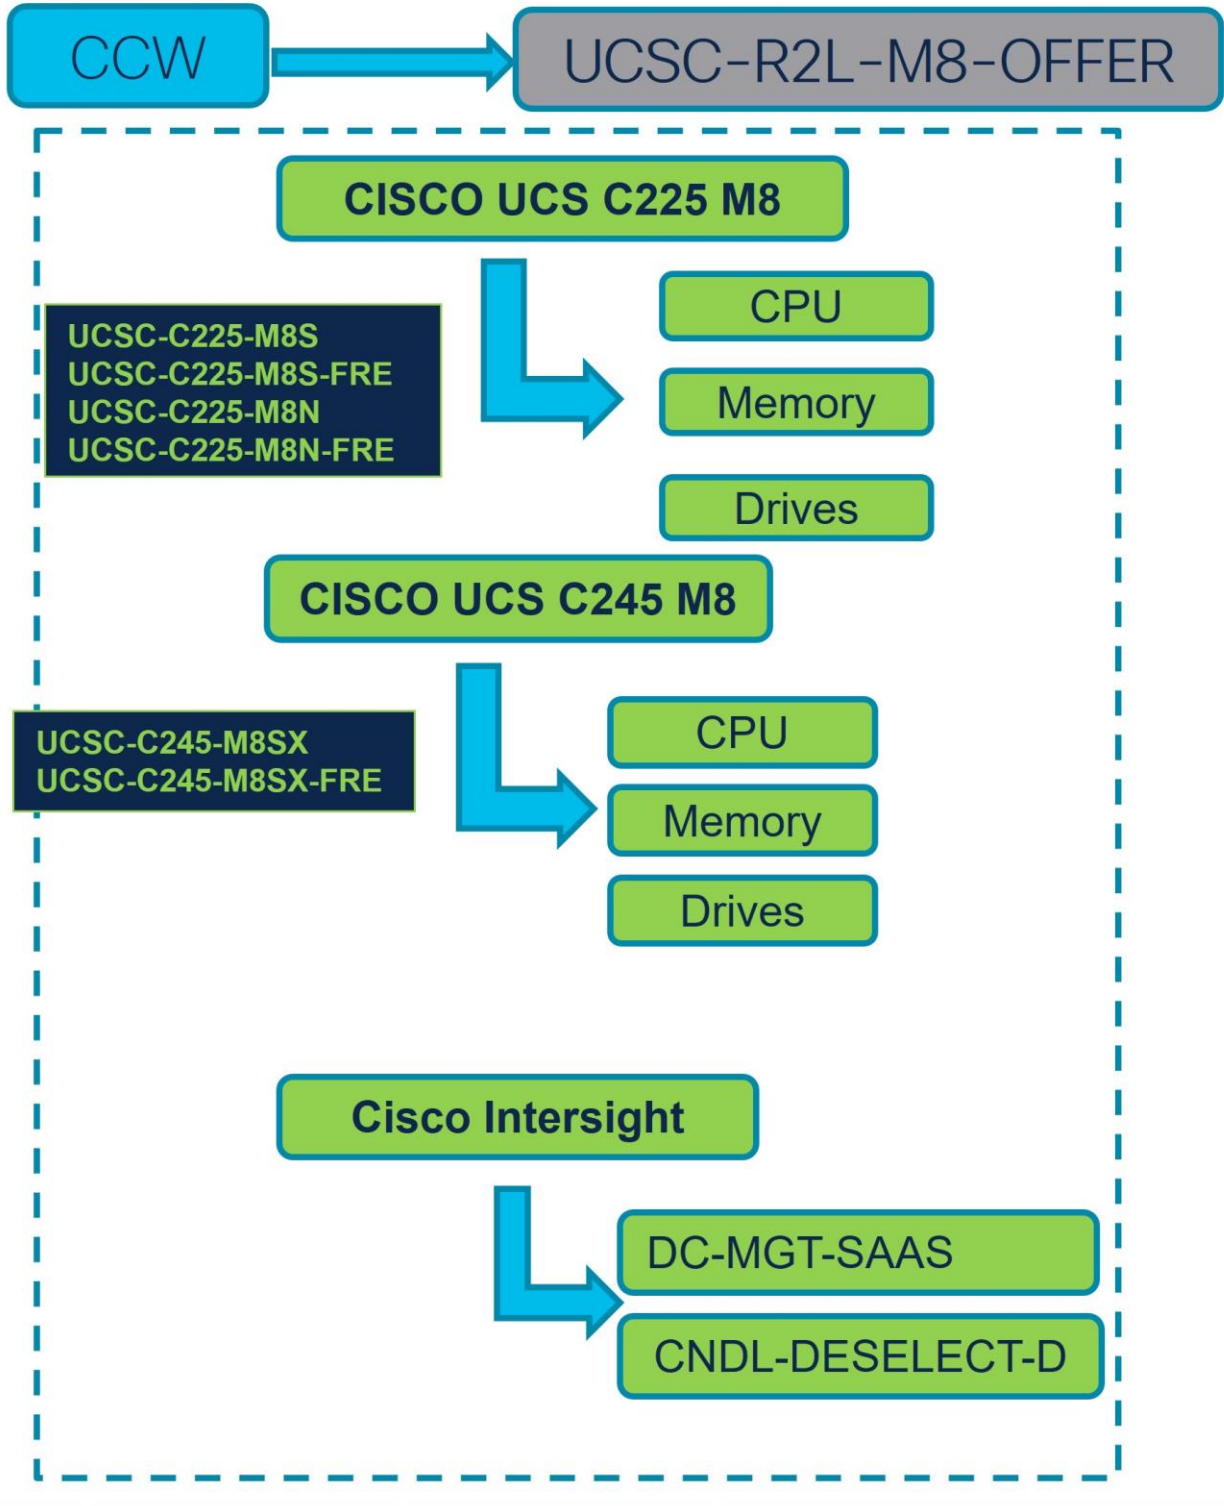 CCW
UCSC-R2L-M8-OFFER
CISCO UCS C225 M8
UCSC-C225-M8S
UCSC-C225-M8S-FRE
UCSC-C225-M8N
UCSC-C225-M8N-FRE
CPU
Memory
Drives
CISCO UCS C245 M8
UCSC-C245-M8SX
UCSC-C245-M8SX-FRE
CPU
Memory
Drives
Cisco Intersight
DC-MGT-SAAS
CNDL-DESELECT-D